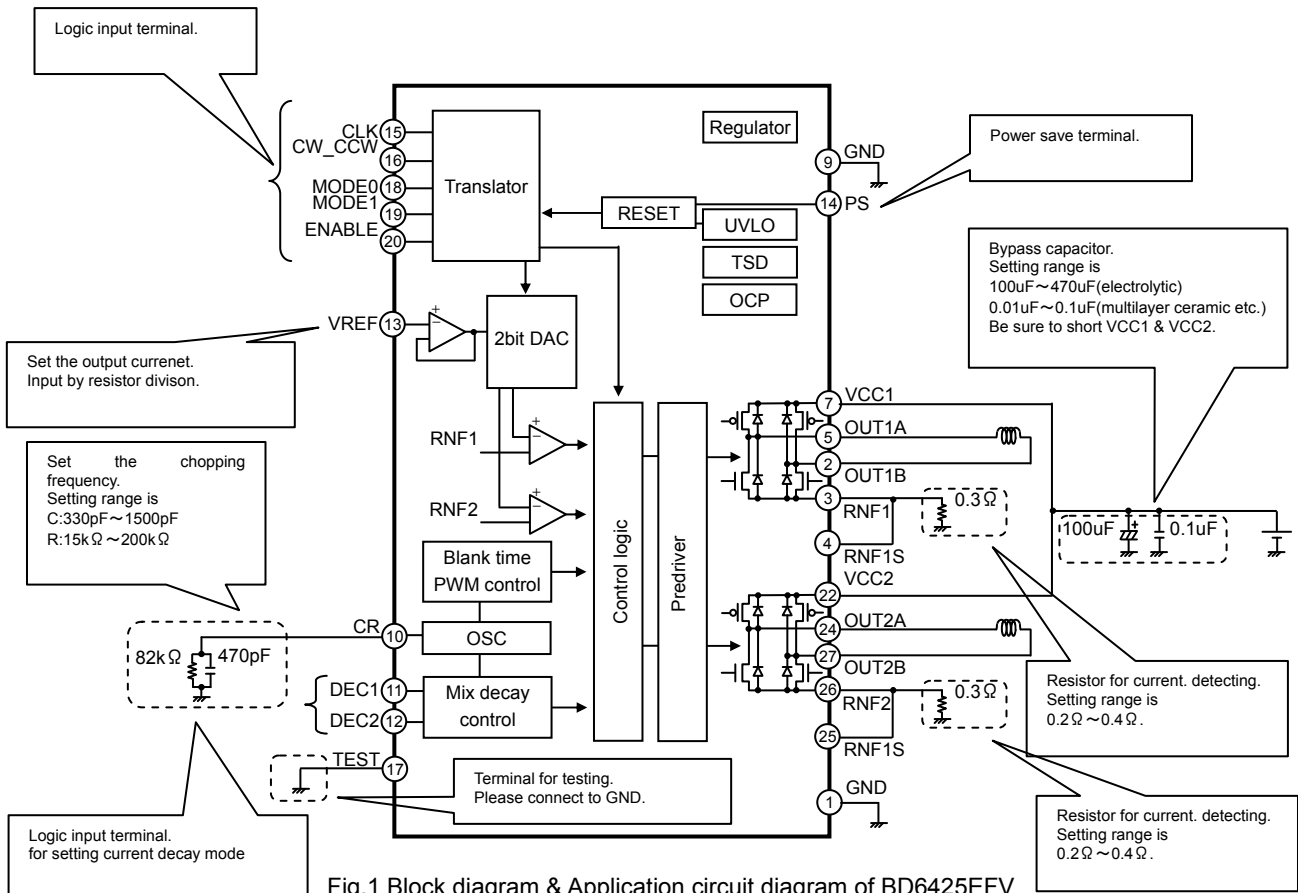 Logic input terminal.
CLK 15
CW_CCW
16
MODE0 18
MODE1
19
ENABLE
20
Translator
Regulator
9 GND
14 PS
RESET
UVLO
TSD
OCP
Power save terminal.
Bypass capacitor.
Setting range is
100uF~470uF(electrolytic)
0.01uF~0.1uF(multilayer ceramic etc.)
Be sure to short VCC1 & VCC2.
VREF 13
+
−
2bit DAC
Set the output currenet.
Input by resistor divison.
Set the chopping
frequency.
Setting range is
C:330pF~1500pF
R:15kΩ~200kΩ
RNF1
+
−
RNF2
+
−
Blank time
PWM control
OSC
Mix decay
control
Control logic
Predriver
7 VCC1
5 OUT1A
2
OUT1B
3
RNF1
0.3Ω
4
RNF1S
100uF
+
0.1uF
VCC2
22
24 OUT2A
27
OUT2B
26
RNF2
0.3Ω
25
RNF1S
1 GND
CR 10
82kΩ 470pF
DEC1 11
DEC2 12
TEST 17
Terminal for testing.
Please connect to GND.
Logic input terminal.
for setting current decay mode
Resistor for current. detecting.
Setting range is
0.2Ω~0.4Ω.
Resistor for current. detecting.
Setting range is
0.2Ω~0.4Ω.
Fig.1 Block diagram & Application circuit diagram of BD6425EFV